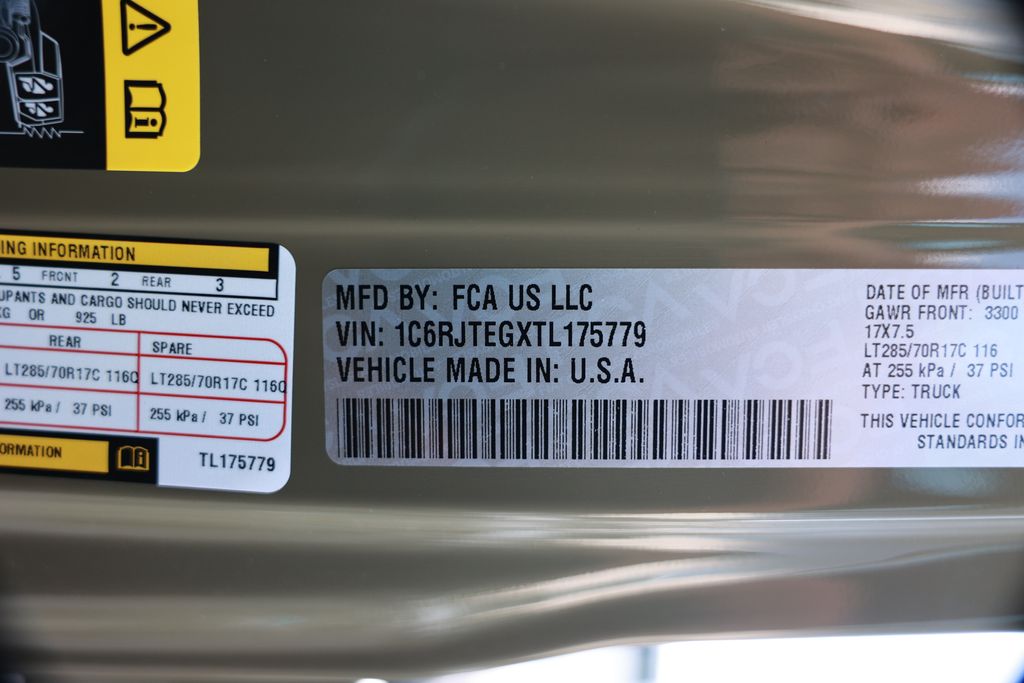 ING INFORMATION
5 FRONT 2 REAR 3
UPANTS AND CARGO SHOULD NEVER EXCEED
KG OR 925 LB
REAR SPARE
LT285/70R17C 116Q LT285/70R17C 116Q
255 kPa / 37 PSI 255 kPa / 37 PSI
ORMATION
TL175779
MFD BY: FCA US LLC
VIN: 1C6RJTEGXTL175779
VEHICLE MADE IN: U.S.A.
DATE OF MFR (BUILT
GAWR FRONT: 3300
17X7.5
LT285/70R17C 116
AT 255 kPa / 37 PSI
TYPE: TRUCK
THIS VEHICLE CONFOR
STANDARDS IN